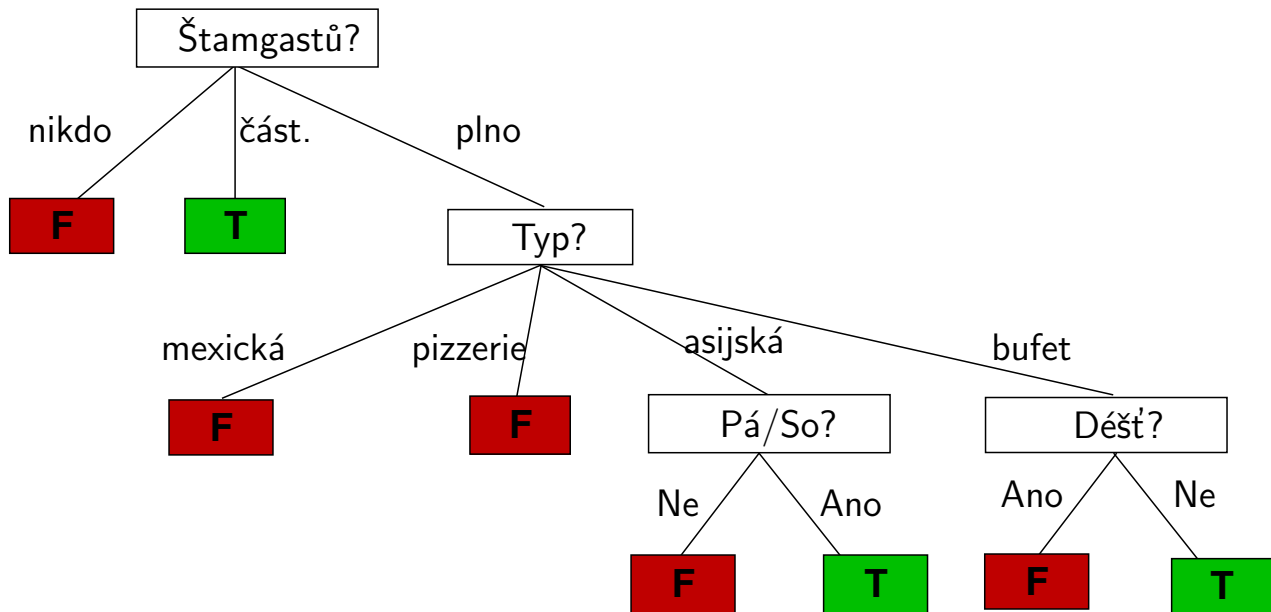 Štamgastů?
nikdo
část.
plno
F
T
Typ?
mexická
pizzerie
asijská
bufet
F
F
Pá/So?
Déšť?
Ne
Ano
Ano
Ne
F
T
F
T